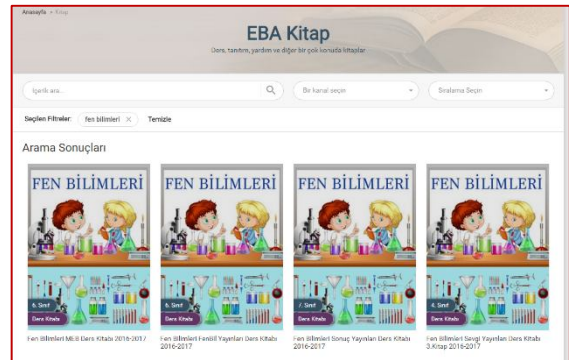 Anasayfa > Kitap
EBA Kitap
Ders, tanıtım, yardım ve diğer bir çok konuda kitaplar
İçerik ara..
Bir kanal seçin
Sıralama Seçin
Seçilen Filtreler:
fen bilimleri ×
Temizle
Arama Sonuçları
FEN BİLİMLERİ
6. Sınıf
Ders Kitabı
Fen Bilimleri MEB Ders Kitabı 2016-2017
FEN BİLİMLERİ
6. Sınıf
Ders Kitabı
Fen Bilimleri FenBil Yayınları Ders Kitabı
2016-2017
FEN BİLİMLERİ
7. Sınıf
Ders Kitabı
Fen Bilimleri Sonuç Yayınları Ders Kitabı
2016-2017
FEN BİLİMLERİ
4. Sınıf
Ders Kitabı
Fen Bilimleri Sevgi Yayınları Ders Kitabı
3.Kitap 2016-2017